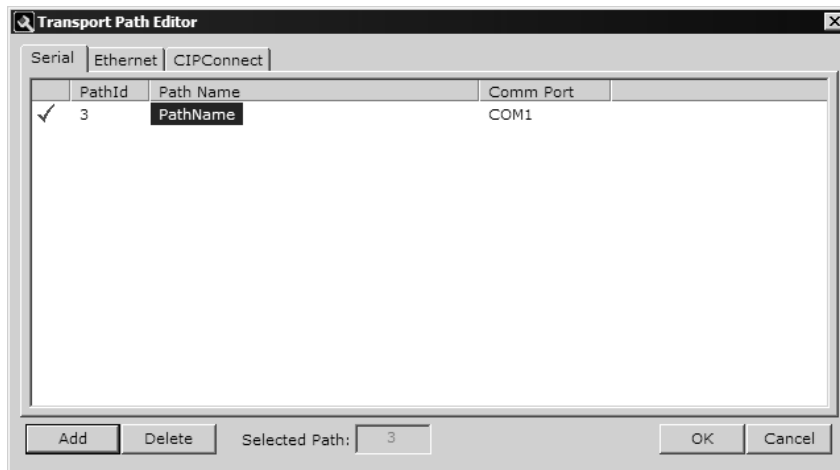 Transport Path Editor
Serial Ethernet CIPConnect
PathId Path Name Comm Port
3 PathName COM1
Add Delete Selected Path: 3 OK Cancel